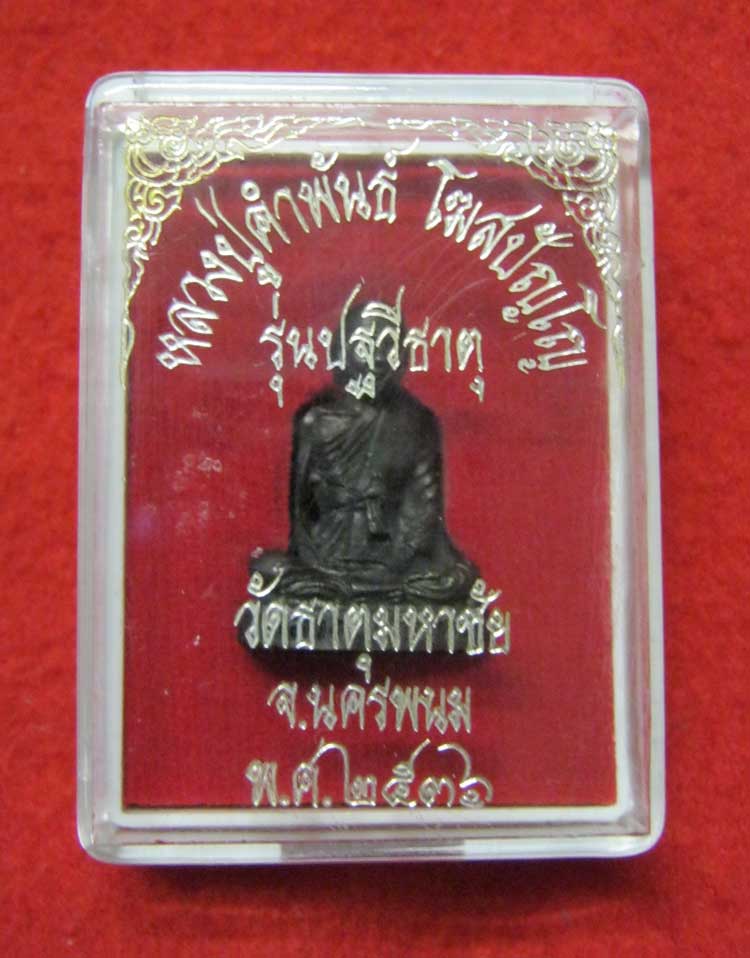 หลวงปู่คำพันธ์ โฆสปัญโญ
รุ่นปฐวีธาตุ
วัดธาตุมหาชัย
จ.นครพนม
พ.ศ.๒๕๓๖